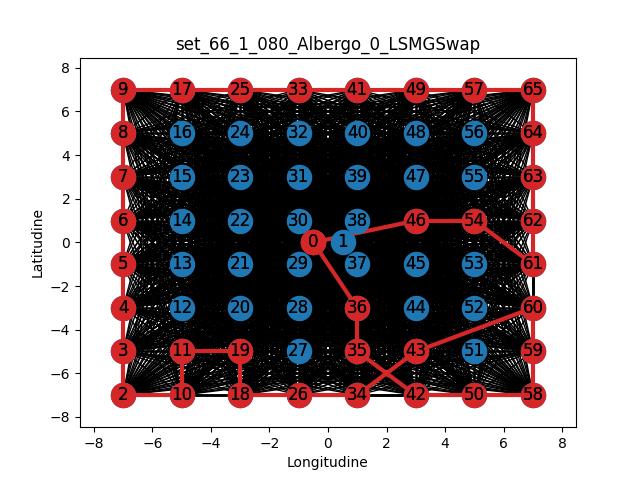 set_66_1_080_Albergo_0_LSMGSwap
8
6
4
2
0
−2
−4
−6
−8
Latitudine
9 17 25 33 41 49 57 65
8 16 24 32 40 48 56 64
7 15 23 31 39 47 55 63
6 14 22 30 38 46 54 62
0 1
5 13 21 29 37 45 53 61
4 12 20 28 36 44 52 60
3 11 19 27 35 43 51 59
2 10 18 26 34 42 50 58
−8 −6 −4 −2 0 2 4 6 8
Longitudine